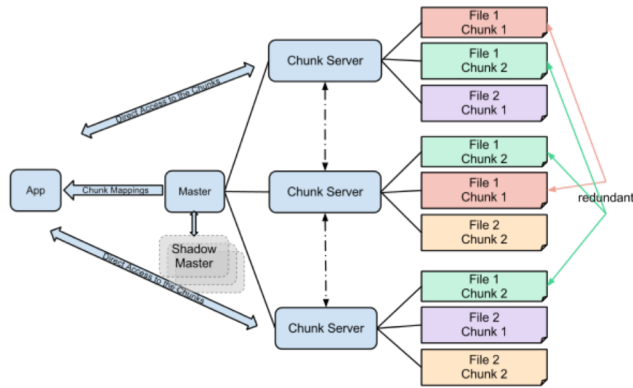 File 1
Chunk 1
Chunk Server
File 1
Chunk 2
Direct Access to the Chunks
File 2
Chunk 1
File 1
Chunk 2
App
Chunk Mappings
Master
Chunk Server
File 1
Chunk 1
redundant
File 2
Chunk 2
Shadow
Master
Direct Access to the Chunks
File 1
Chunk 2
Chunk Server
File 2
Chunk 1
File 2
Chunk 2